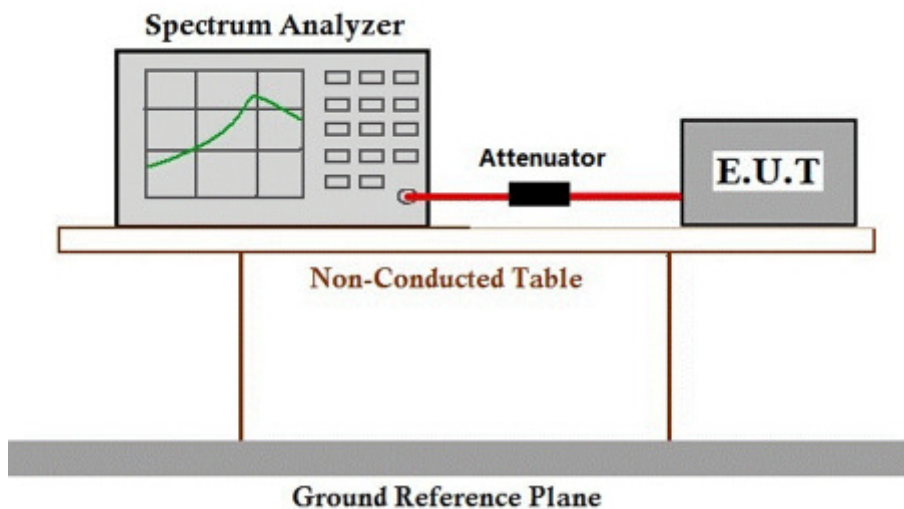 Spectrum Analyzer
Attenuator
E.U.T
Non-Conducted Table
Ground Reference Plane